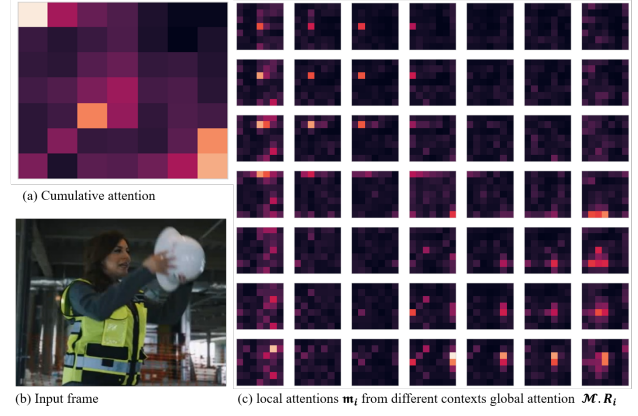 (a) Cumulative attention
(b) Input frame
(c) local attentions 𝒎𝒊 from different contexts global attention 𝓜.𝑹𝒊